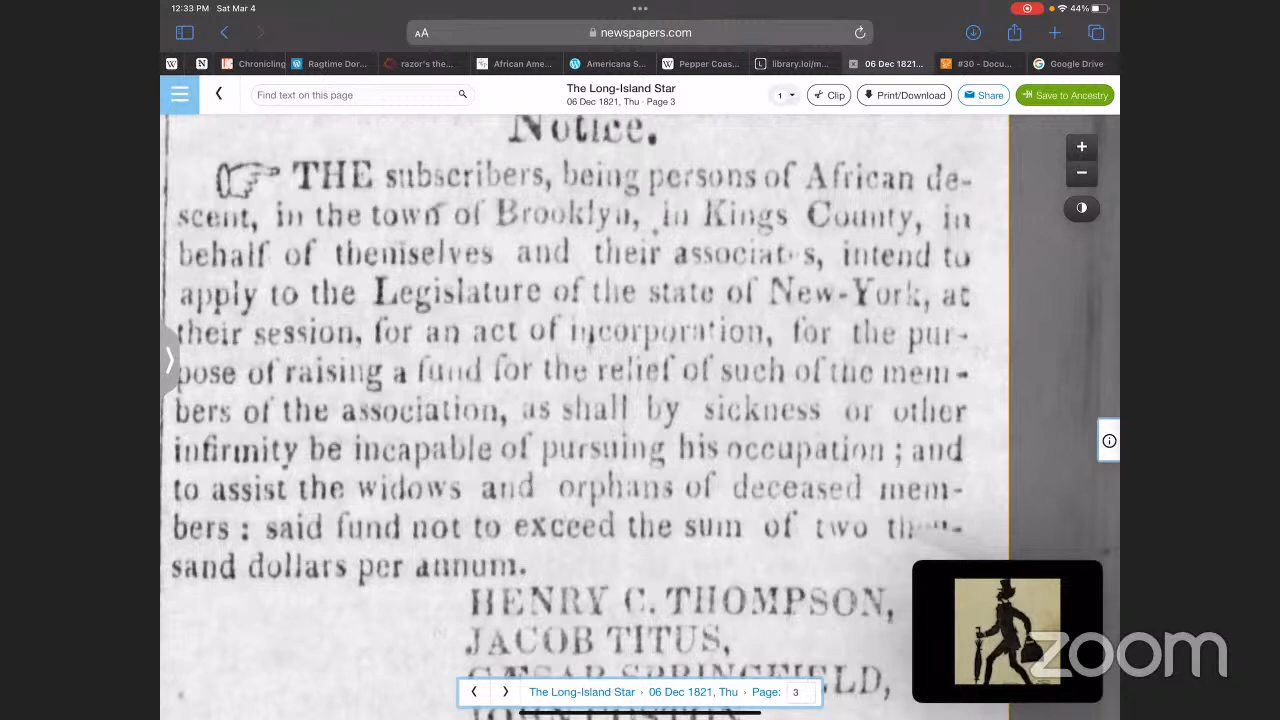 12:33 PM Sat Mar 4
44%
AA newspapers.com
Chronicling
Ragtime Dor...
razor's the...
African Ame...
Americana S...
Pepper Coas...
library.lol/m...
06 Dec 1821...
#30 - Docu...
Google Drive
Find text on this page
The Long-Island Star
06 Dec 1821, Thu · Page 3
1
Clip
Print/Download
Share
Save to Ancestry
Notice.
THE subscribers, being persons of African de-
scent, in the town of Brooklyn, in Kings County, in
behalf of themselves and their associates, intend to
apply to the Legislature of the state of New-York, at
their session, for an act of incorporation, for the pur-
pose of raising a fund for the relief of such of the mem-
bers of the association, as shall by sickness or other
infirmity be incapable of pursuing his occupation; and
to assist the widows and orphans of deceased mem-
bers: said fund not to exceed the sum of two thou-
sand dollars per annum.
HENRY C. THOMPSON,
JACOB TITUS,
CÆSAR SPRINGFIELD,
The Long-Island Star › 06 Dec 1821, Thu › Page: 3
zoom